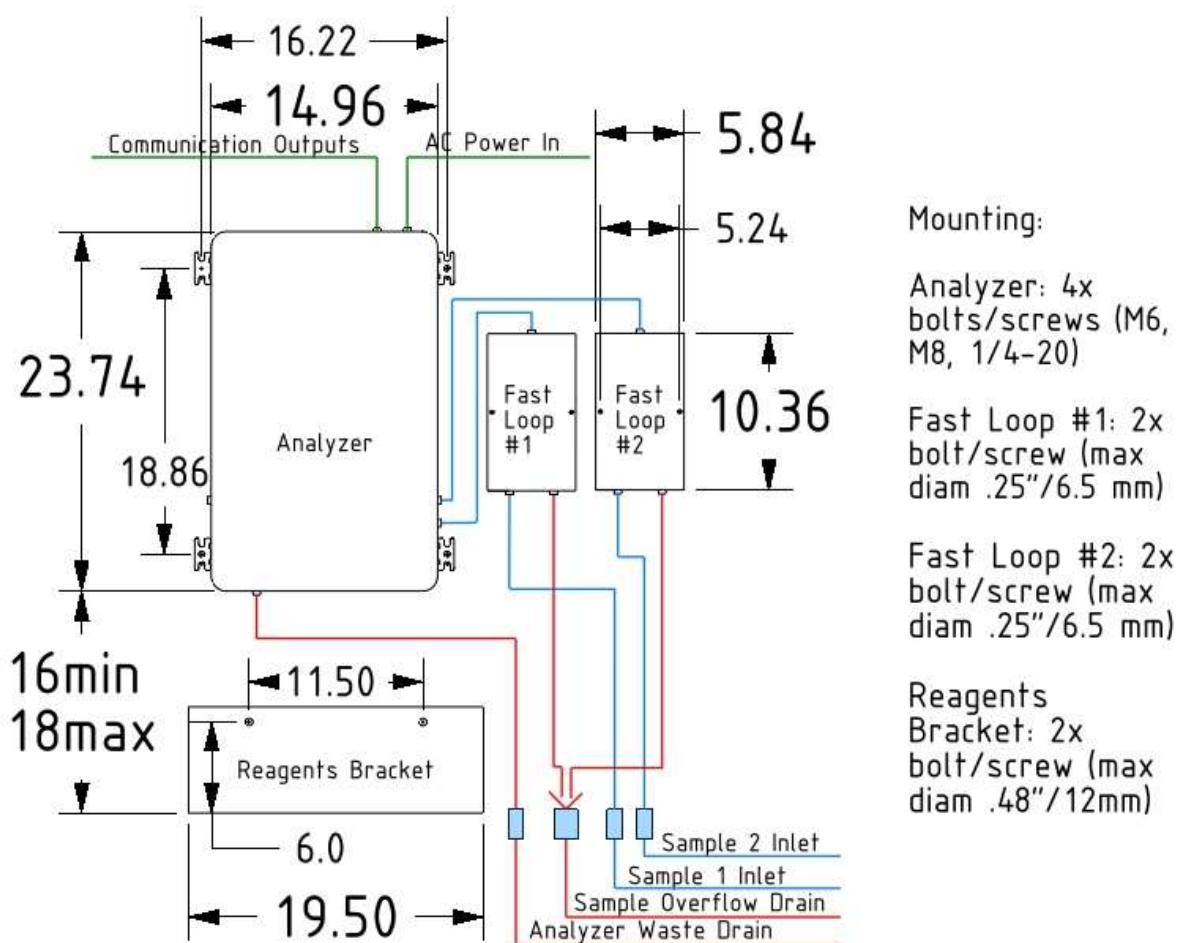 16.22
14.96
Communication Outputs
AC Power In
5.84
5.24
23.74
18.86
Analyzer
Fast
Loop
#1
Fast
Loop
#2
10.36
16min
18max
11.50
Reagents Bracket
6.0
19.50
Sample 2 Inlet
Sample 1 Inlet
Sample Overflow Drain
Analyzer Waste Drain
Mounting:
Analyzer: 4x
bolts/screws (M6,
M8, 1/4-20)
Fast Loop #1: 2x
bolt/screw (max
diam .25"/6.5 mm)
Fast Loop #2: 2x
bolt/screw (max
diam .25"/6.5 mm)
Reagents
Bracket: 2x
bolt/screw (max
diam .48"/12mm)